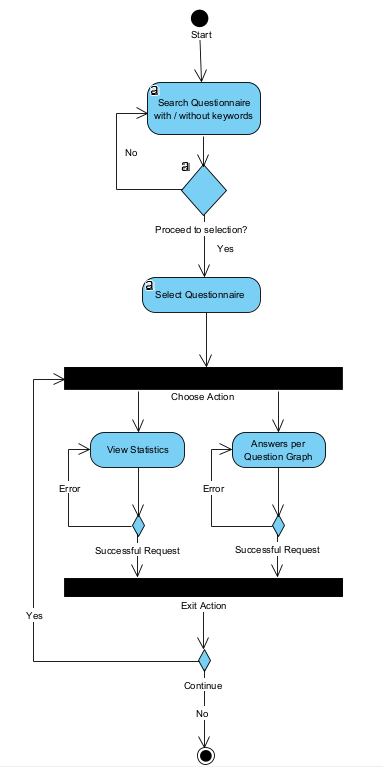 Start
a
Search Questionnaire
with / without keywords
No
a
Proceed to selection?
Yes
a
Select Questionnaire
Choose Action
View Statistics
Answers per
Question Graph
Error
Error
Successful Request
Successful Request
Exit Action
Yes
Continue
No